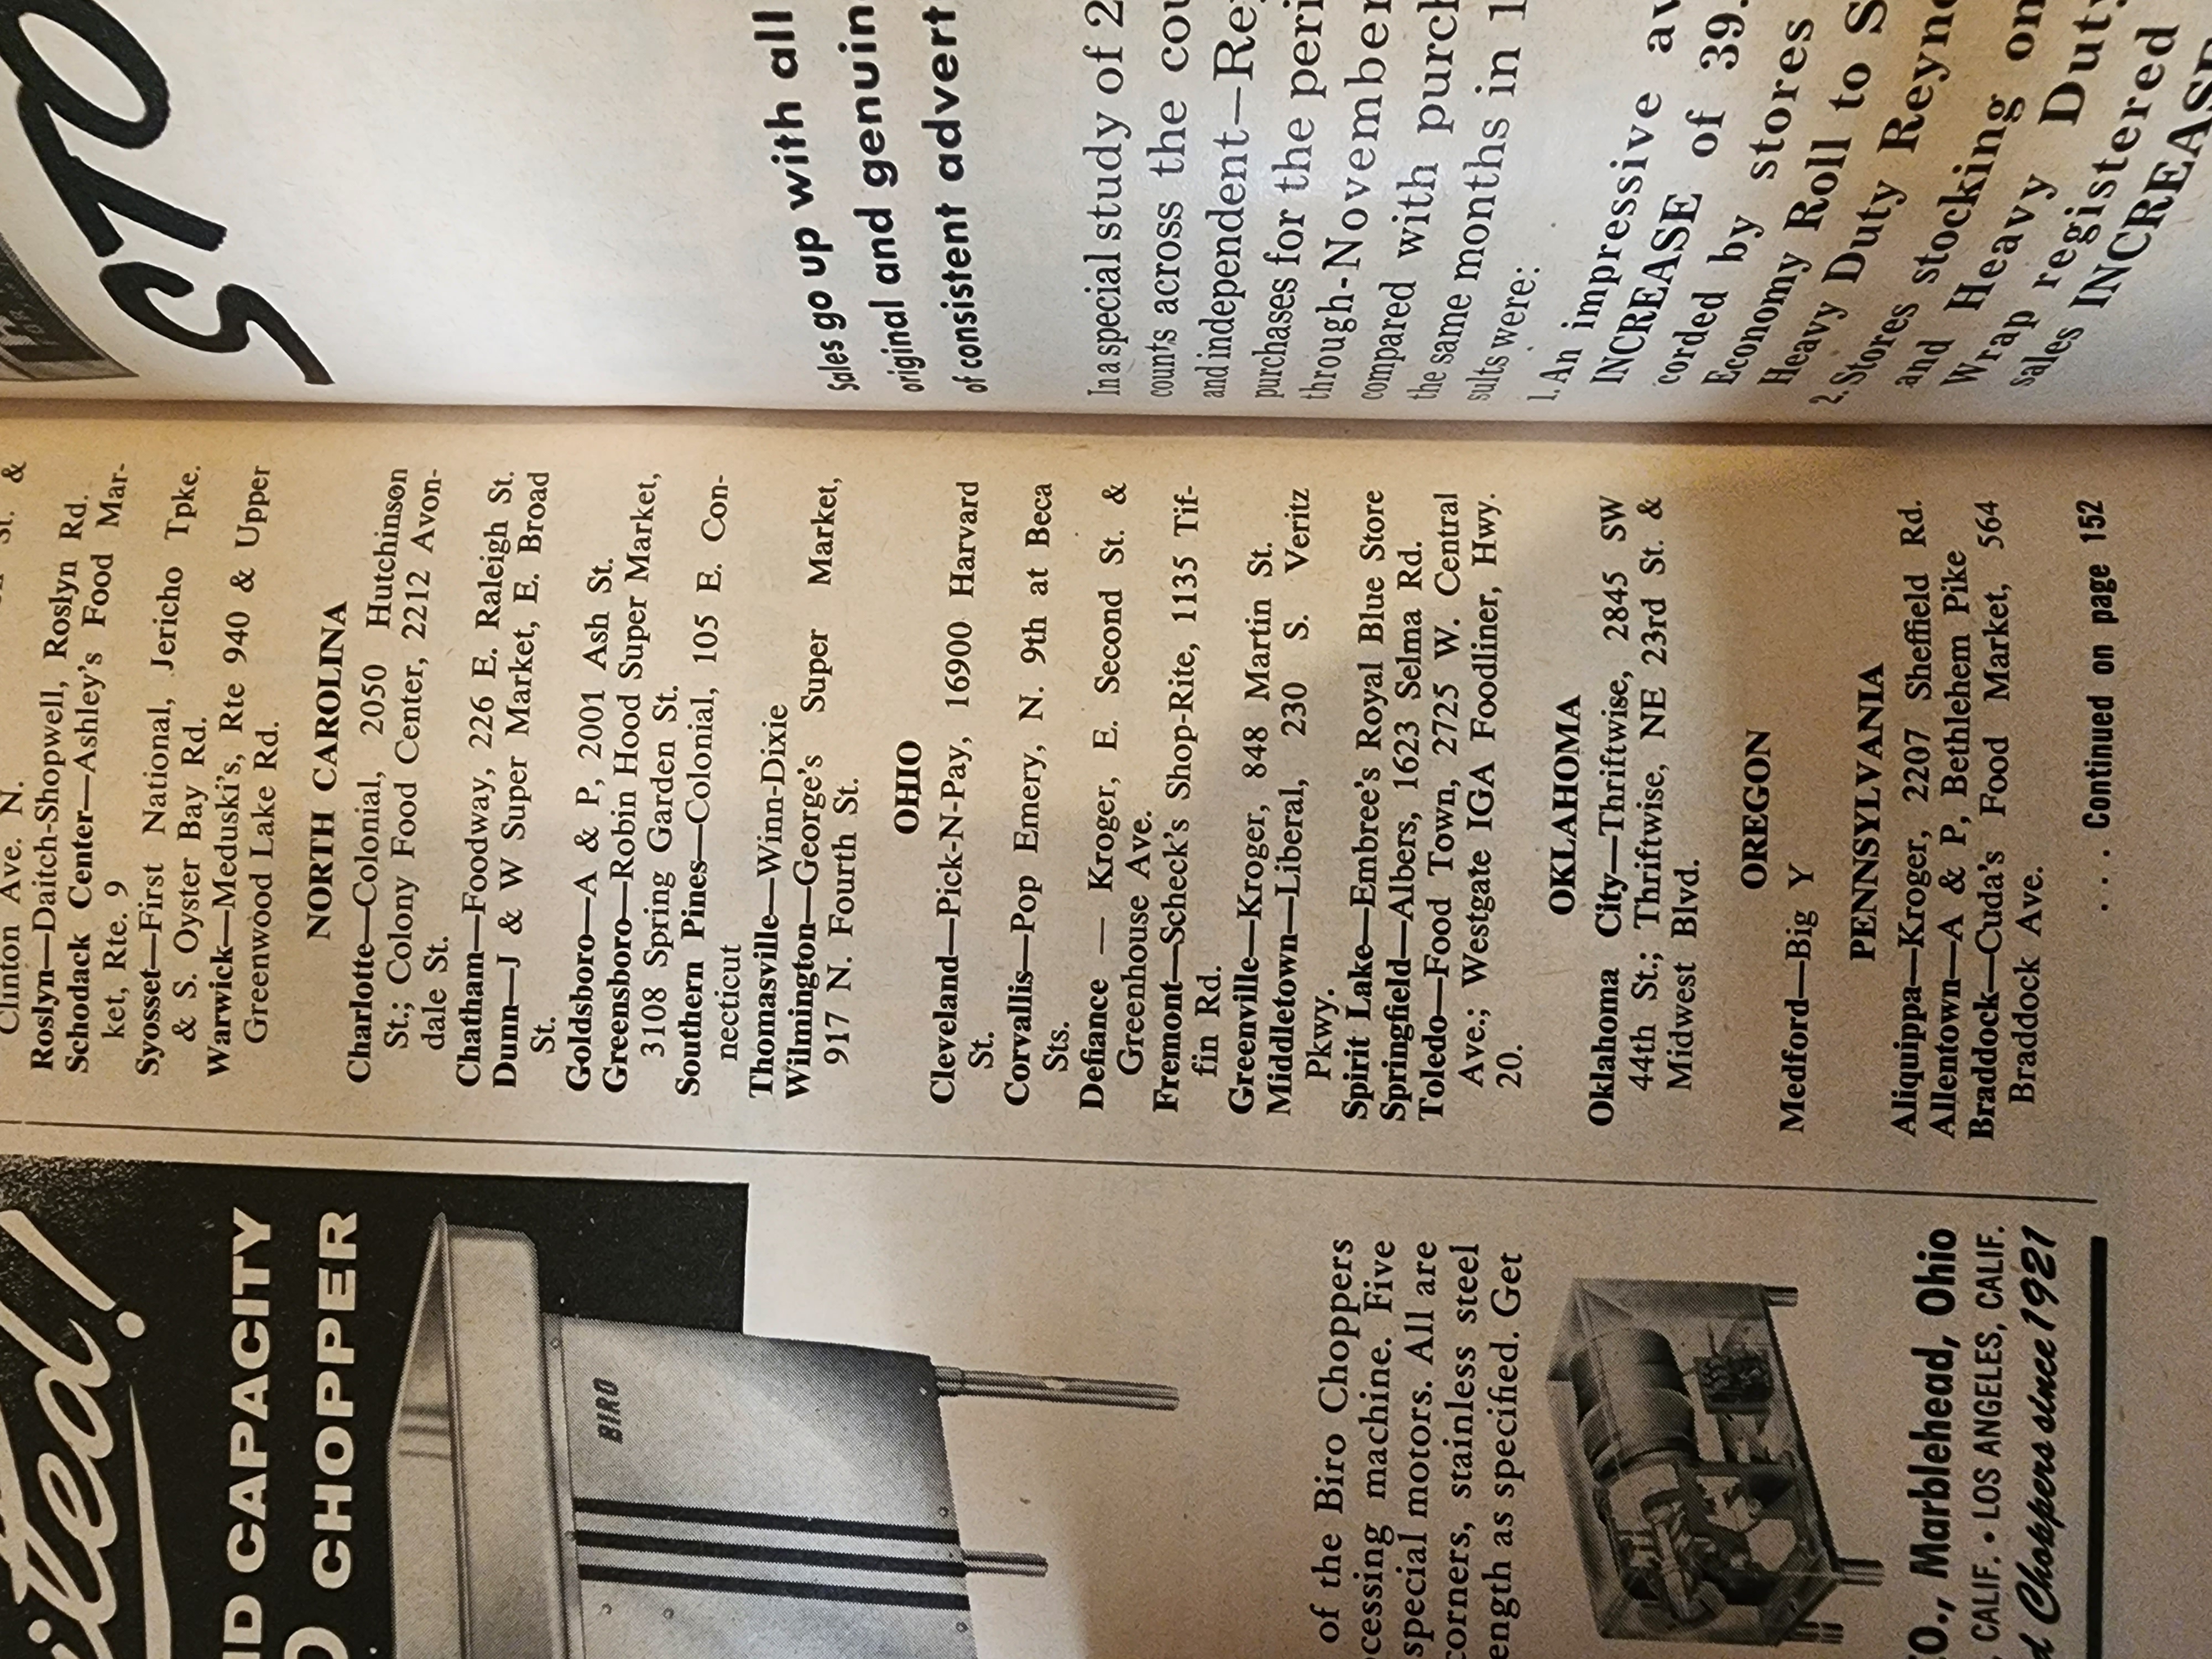 iled!
ND CAPACITY
CHOPPER
BIRO
of the Biro Choppers
cessing machine. Five
special motors. All are
corners, stainless steel
ength as specified. Get
CO., Marblehead, Ohio
, CALIF. • LOS ANGELES, CALIF.
d Choppers since 1921
Clinton Ave. N.
St. &
Roslyn—Daitch-Shopwell, Roslyn Rd.
Schodack Center—Ashley's Food Mar-
ket, Rte. 9
Syosset—First National, Jericho Tpke.
& S. Oyster Bay Rd.
Warwick—Meduski's, Rte 940 & Upper
Greenwood Lake Rd.
NORTH CAROLINA
Charlotte—Colonial, 2050 Hutchinson
St.; Colony Food Center, 2212 Avon-
dale St.
Chatham—Foodway, 226 E. Raleigh St.
Dunn—J & W Super Market, E. Broad
St.
Goldsboro—A & P, 2001 Ash St.
Greensboro—Robin Hood Super Market,
3108 Spring Garden St.
Southern Pines—Colonial, 105 E. Con-
necticut
Thomasville—Winn-Dixie
Wilmington—George's Super Market,
917 N. Fourth St.
OHIO
Cleveland—Pick-N-Pay, 16900 Harvard
St.
Corvallis—Pop Emery, N. 9th at Beca
Sts.
Defiance — Kroger, E. Second St. &
Greenhouse Ave.
Fremont—Scheck's Shop-Rite, 1135 Tif-
fin Rd.
Greenville—Kroger, 848 Martin St.
Middletown—Liberal, 230 S. Veritz
Pkwy.
Spirit Lake—Embree's Royal Blue Store
Springfield—Albers, 1623 Selma Rd.
Toledo—Food Town, 2725 W. Central
Ave.; Westgate IGA Foodliner, Hwy.
20.
OKLAHOMA
Oklahoma City—Thriftwise, 2845 SW
44th St.; Thriftwise, NE 23rd St. &
Midwest Blvd.
OREGON
Medford—Big Y
PENNSYLVANIA
Aliquippa—Kroger, 2207 Sheffield Rd.
Allentown—A & P, Bethlehem Pike
Braddock—Cuda's Food Market, 564
Braddock Ave.
. . . . Continued on page 152
STO
Sales go up with all
original and genuin
of consistent advert
In a special study of 2
counts across the cou
and independent—Rey
purchases for the peri
through-November
compared with purch
the same months in 1
sults were:
1. An impressive av
INCREASE of 39.
corded by stores
Economy Roll to S
Heavy Duty Reyno
2. Stores stocking on
and Heavy Duty
Wrap registered
sales INCREASE